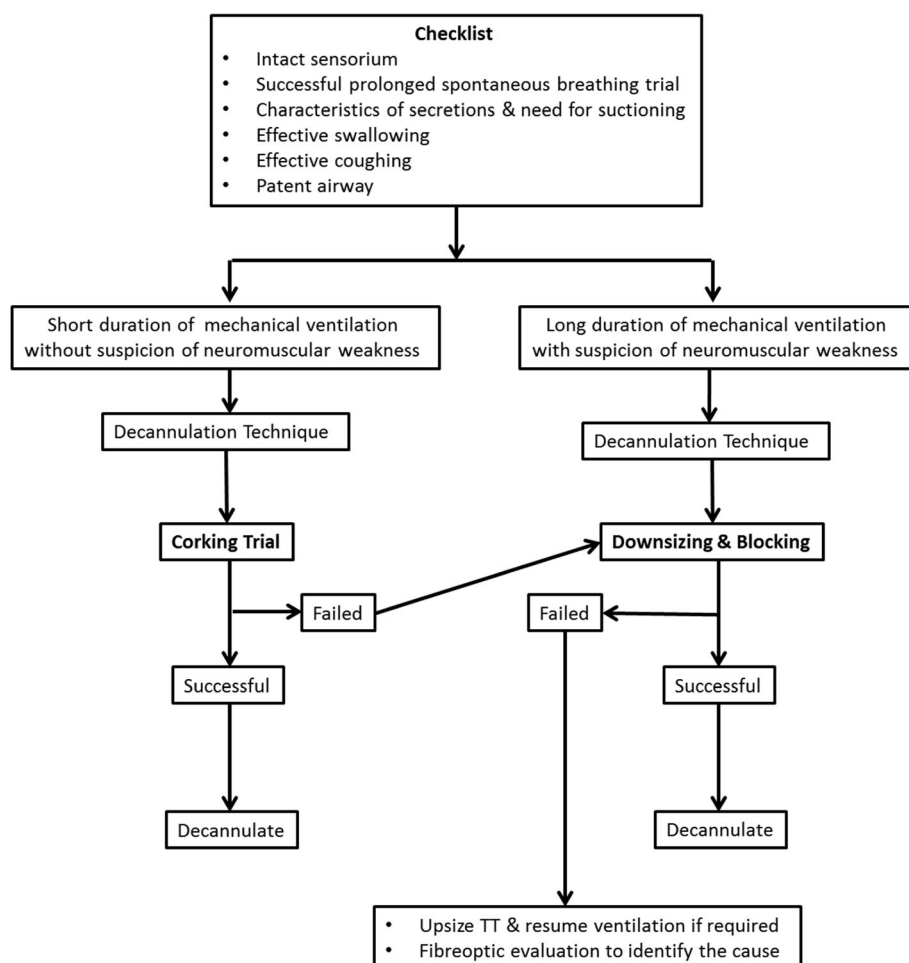 Checklist
• Intact sensorium
• Successful prolonged spontaneous breathing trial
• Characteristics of secretions & need for suctioning
• Effective swallowing
• Effective coughing
• Patent airway
Short duration of mechanical ventilation
without suspicion of neuromuscular weakness
Long duration of mechanical ventilation
with suspicion of neuromuscular weakness
Decannulation Technique
Decannulation Technique
Corking Trial
Downsizing & Blocking
Failed
Failed
Successful
Successful
Decannulate
Decannulate
• Upsize TT & resume ventilation if required
• Fibreoptic evaluation to identify the cause